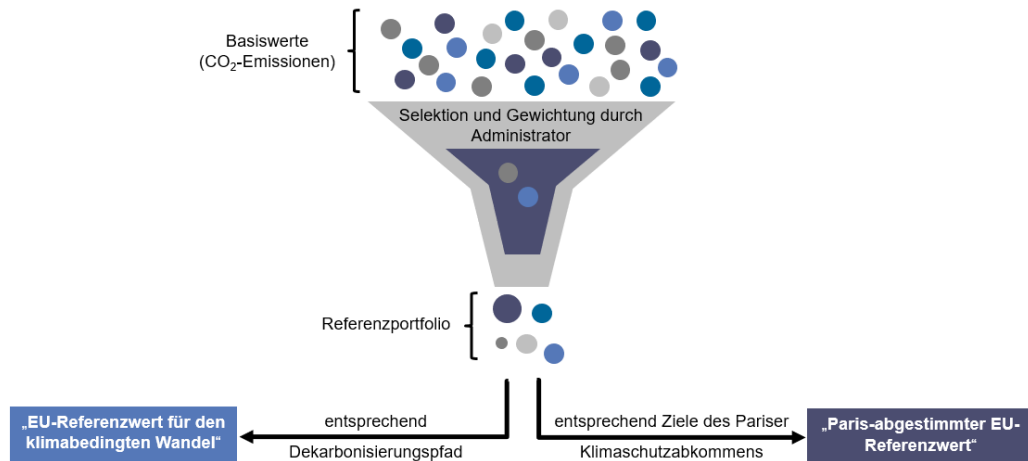 Basiswerte
(CO₂-Emissionen)
Selektion und Gewichtung durch
Administrator
Referenzportfolio
„EU-Referenzwert für den
klimabedingten Wandel“
entsprechend
Dekarbonisierungspfad
entsprechend Ziele des Pariser
Klimaschutzabkommens
„Paris-abgestimmter EU-
Referenzwert“